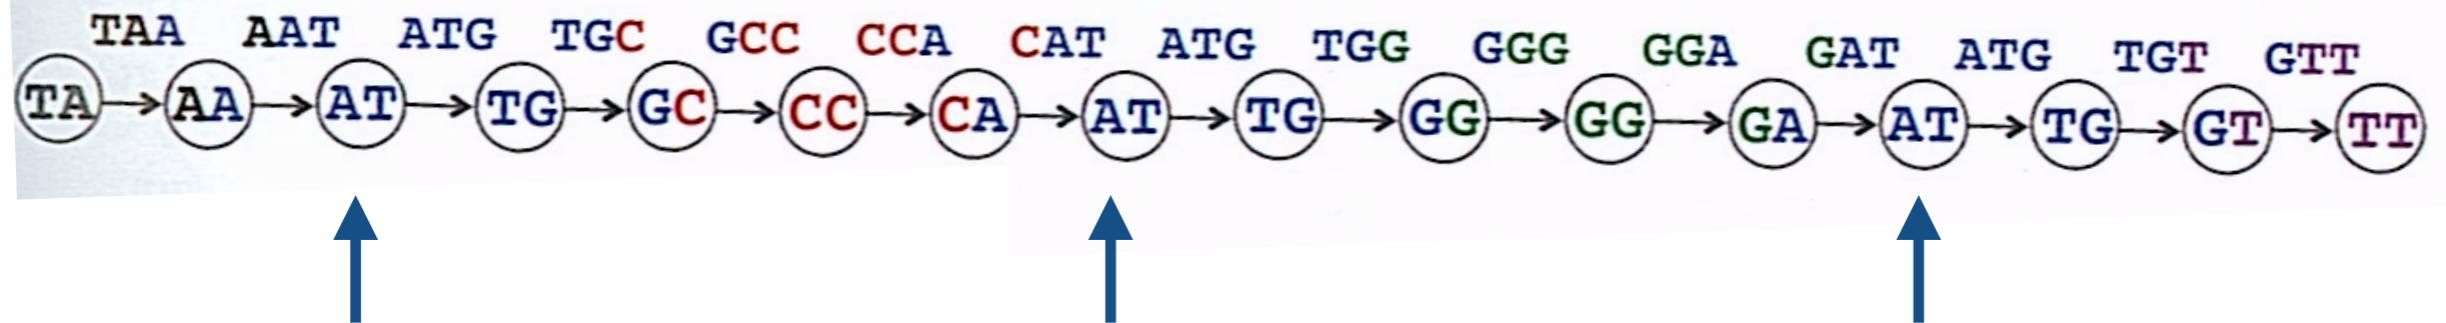 TAA AAT ATG TGC GCC CCA CAT ATG TGG GGG GGA GAT ATG TGT GTT
TA AA AT TG GC CC CA AT TG GG GG GA AT TG GT TT